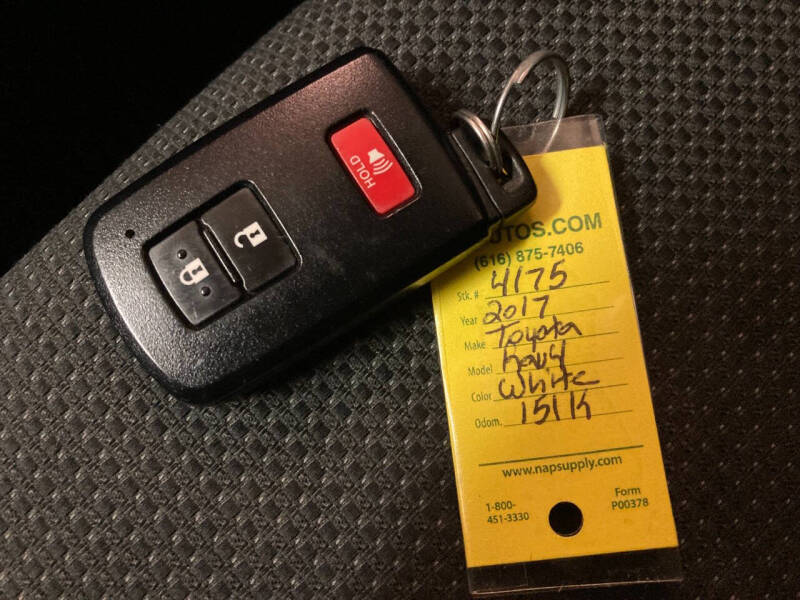 HOLD
UTOS.COM
(616) 875-7406
Stk. # 4175
Year 2017
Make Toyota
Model Rav4
Color White
Odom. 151K
www.napsupply.com
1-800-
451-3330
Form
P00378